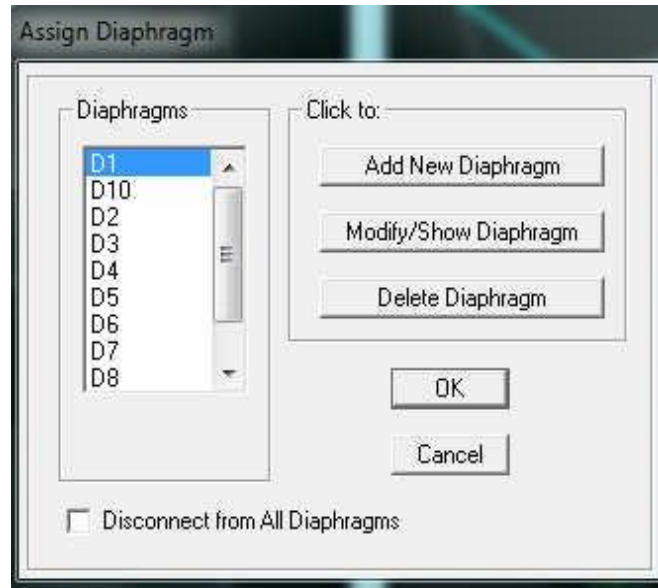 Assign Diaphragm
Diaphragms
D1
D10
D2
D3
D4
D5
D6
D7
D8
Click to:
Add New Diaphragm
Modify/Show Diaphragm
Delete Diaphragm
OK
Cancel
Disconnect from All Diaphragms